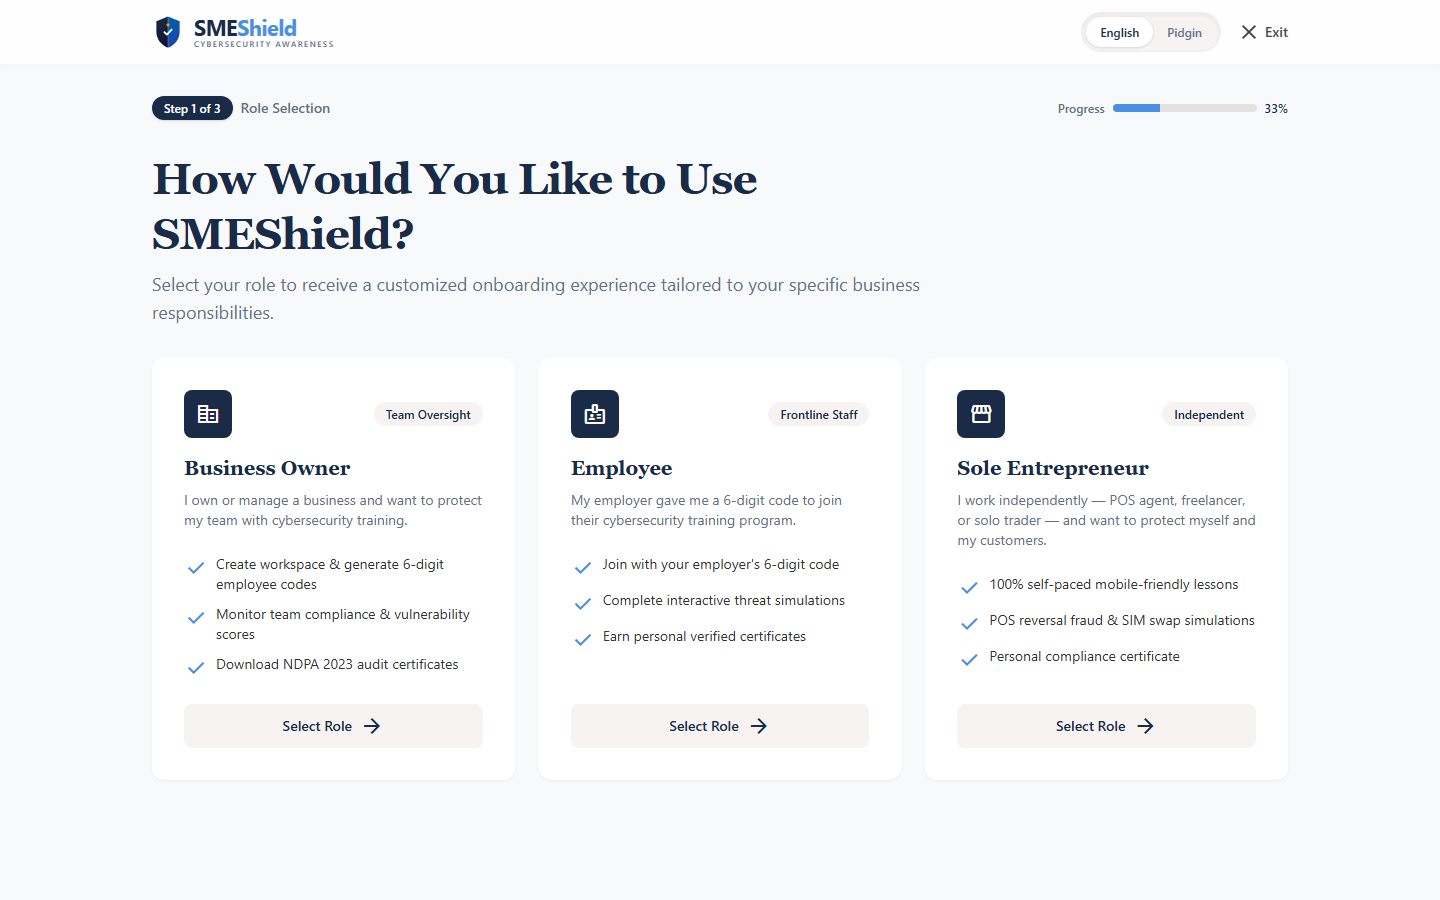 SMEShield
CYBERSECURITY AWARENESS
English
Pidgin
Exit
Step 1 of 3
Role Selection
Progress
33%
How Would You Like to Use
SMEShield?
Select your role to receive a customized onboarding experience tailored to your specific business
responsibilities.
Team Oversight
Business Owner
I own or manage a business and want to protect
my team with cybersecurity training.
Create workspace & generate 6-digit
employee codes
Monitor team compliance & vulnerability
scores
Download NDPA 2023 audit certificates
Select Role
Frontline Staff
Employee
My employer gave me a 6-digit code to join
their cybersecurity training program.
Join with your employer's 6-digit code
Complete interactive threat simulations
Earn personal verified certificates
Select Role
Independent
Sole Entrepreneur
I work independently — POS agent, freelancer,
or solo trader — and want to protect myself and
my customers.
100% self-paced mobile-friendly lessons
POS reversal fraud & SIM swap simulations
Personal compliance certificate
Select Role